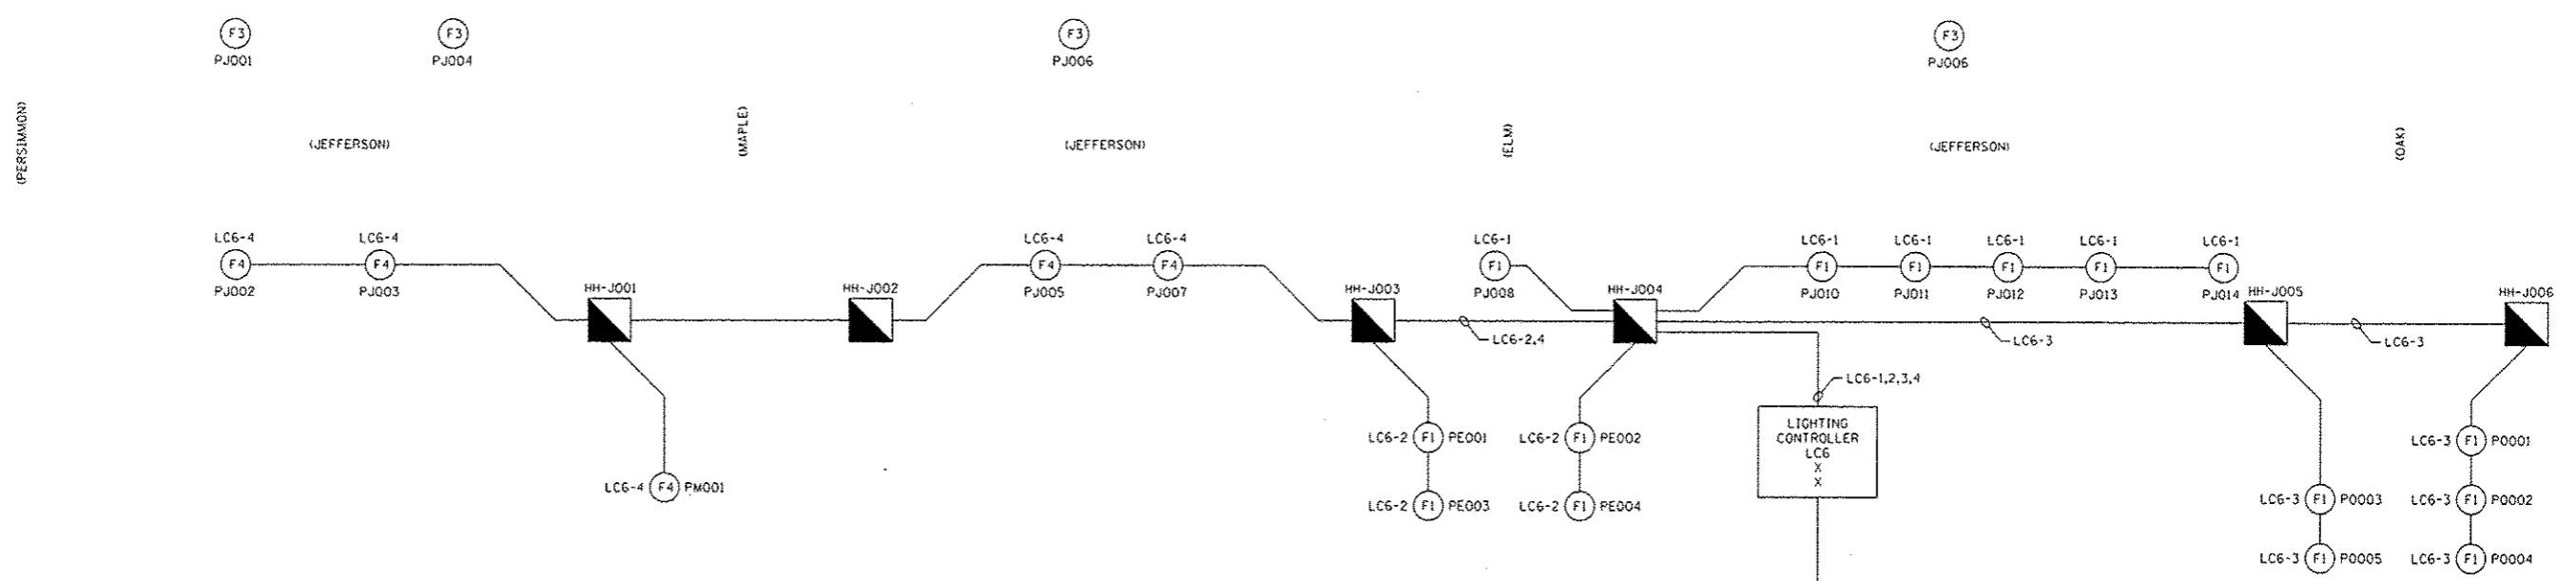 F3
F3
F3
F3
PJ001
PJ004
PJ006
PJ006
(PERSIMMON)
(JEFFERSON)
(MAPLE)
(JEFFERSON)
(ELM)
(JEFFERSON)
(OAK)
LC6-4
LC6-4
LC6-4
LC6-4
LC6-1
LC6-1
LC6-1
LC6-1
LC6-1
LC6-1
F4
F4
F4
F4
F1
F1
F1
F1
F1
F1
PJ002
PJ003
HH-J001
HH-J002
PJ005
PJ007
HH-J003
PJ008
HH-J004
PJ010
PJ011
PJ012
PJ013
PJ014
HH-J005
HH-J006
LC6-2,4
LC6-3
LC6-3
LC6-1,2,3,4
LIGHTING
CONTROLLER
LC6
X
X
LC6-2 F1 PE001
LC6-2 F1 PE002
LC6-3 F1 PO001
LC6-4 F4 PM001
LC6-2 F1 PE003
LC6-2 F1 PE004
LC6-3 F1 PO003
LC6-3 F1 PO002
LC6-3 F1 PO005
LC6-3 F1 PO004